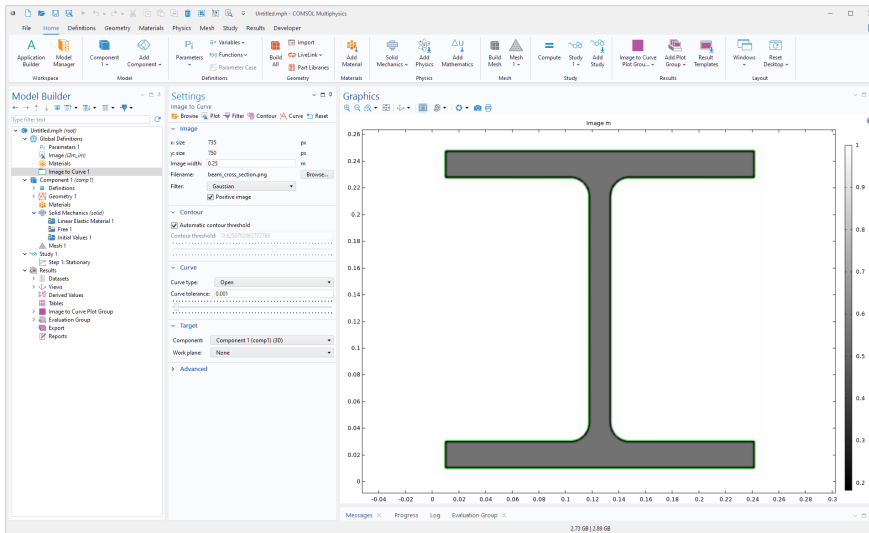 Untitled.mph - COMSOL Multiphysics
File Home Definitions Geometry Materials Physics Mesh Study Results Developer
Application Builder
Model Manager
Workspace
Component 1
Add Component
Model
Parameters
a= Variables
f(x) Functions
Parameter Case
Definitions
Build All
Import
LiveLink
Part Libraries
Geometry
Add Material
Materials
Solid Mechanics
Add Physics
Add Mathematics
Physics
Build Mesh
Mesh 1
Mesh
Compute
Study 1
Add Study
Study
Image to Curve Plot Grou...
Add Plot Group
Result Templates
Results
Windows
Reset Desktop
Layout
Model Builder
Type filter text
Untitled.mph (root)
Global Definitions
Parameters 1
Image (i2m_im)
Materials
Image to Curve 1
Component 1 (comp1)
Definitions
Geometry 1
Materials
Solid Mechanics (solid)
Linear Elastic Material 1
Free 1
Initial Values 1
Mesh 1
Study 1
Step 1: Stationary
Results
Datasets
Views
Derived Values
Tables
Image to Curve Plot Group
Evaluation Group
Export
Reports
Settings
Image to Curve
Browse Plot Filter Contour Curve Reset
Image
x: size 735 px
y: size 750 px
Image width: 0.25 m
Filename: beam_cross_section.png Browse...
Filter: Gaussian
Positive image
Contour
Automatic contour threshold
Contour threshold:
Curve
Curve type: Open
Curve tolerance: 0.001
Target
Component: Component 1 (comp1) (3D)
Work plane: None
Advanced
Graphics
Image m
0.26
0.24
0.22
0.2
0.18
0.16
0.14
0.12
0.1
0.08
0.06
0.04
0.02
0
-0.04 -0.02 0 0.02 0.04 0.06 0.08 0.1 0.12 0.14 0.16 0.18 0.2 0.22 0.24 0.26 0.28 0.3
1
0.9
0.8
0.7
0.6
0.5
0.4
0.3
0.2
Messages Progress Log Evaluation Group
2.73 GB | 2.89 GB